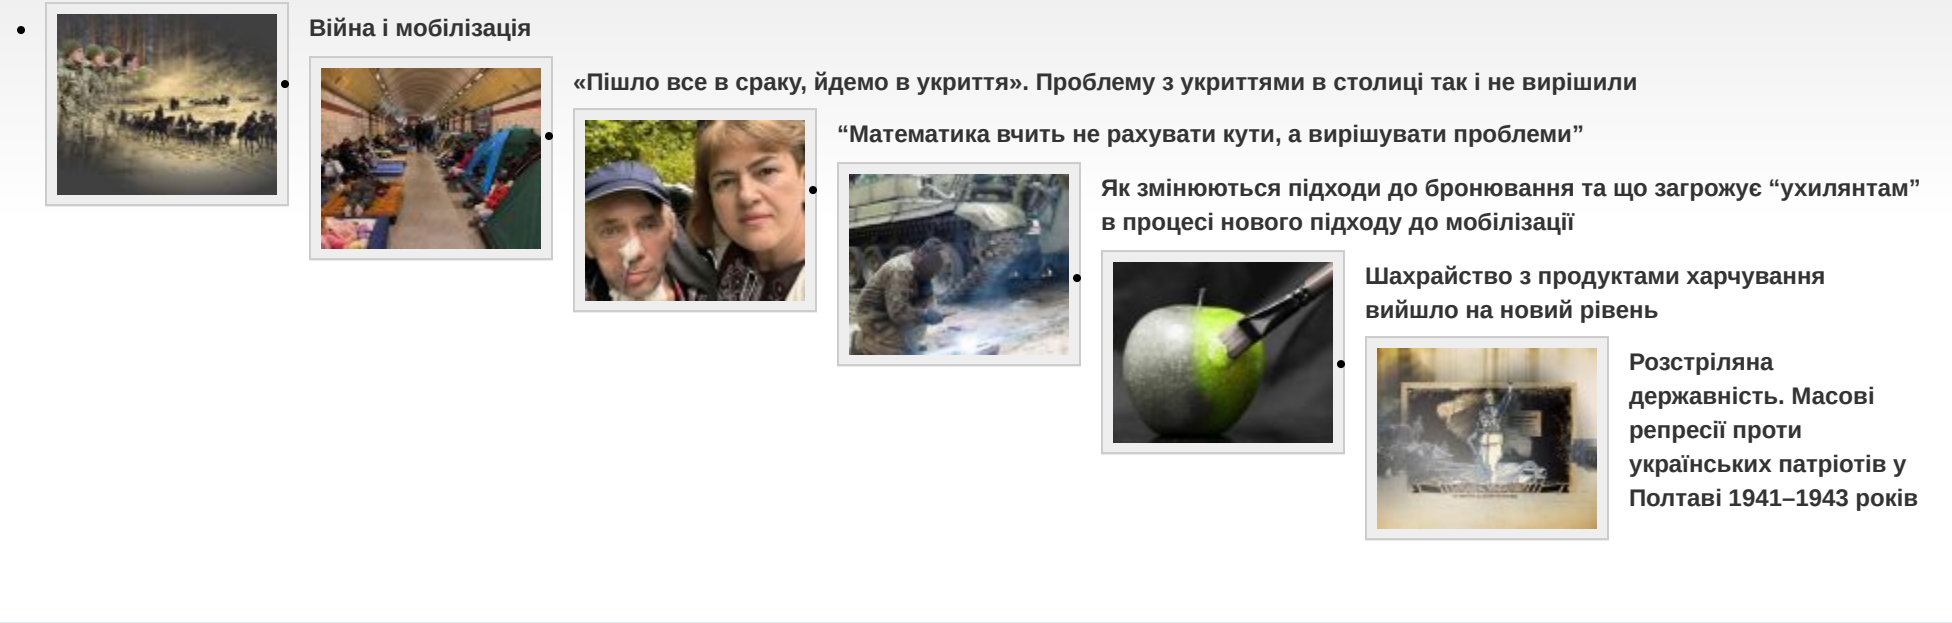 Війна і мобілізація
«Пішло все в сраку, йдемо в укриття». Проблему з укриттями в столиці так і не вирішили
“Математика вчить не рахувати кути, а вирішувати проблеми”
Як змінюються підходи до бронювання та що загрожує “ухилянтам”
в процесі нового підходу до мобілізації
Шахрайство з продуктами харчування
вийшло на новий рівень
Розстріляна
державність. Масові
репресії проти
українських патріотів у
Полтаві 1941–1943 років